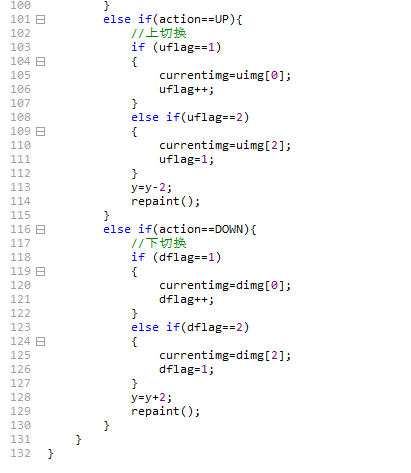 100 }
101 else if(action==UP){
102 //上切换
103 if (uflag==1)
104 {
105 currentimg=uimg[0];
106 uflag++;
107 }
108 else if(uflag==2)
109 {
110 currentimg=uimg[2];
111 uflag=1;
112 }
113 y=y-2;
114 repaint();
115 }
116 else if(action==DOWN){
117 //下切换
118 if (dflag==1)
119 {
120 currentimg=dimg[0];
121 dflag++;
122 }
123 else if(dflag==2)
124 {
125 currentimg=dimg[2];
126 dflag=1;
127 }
128 y=y+2;
129 repaint();
130 }
131 }
132 }